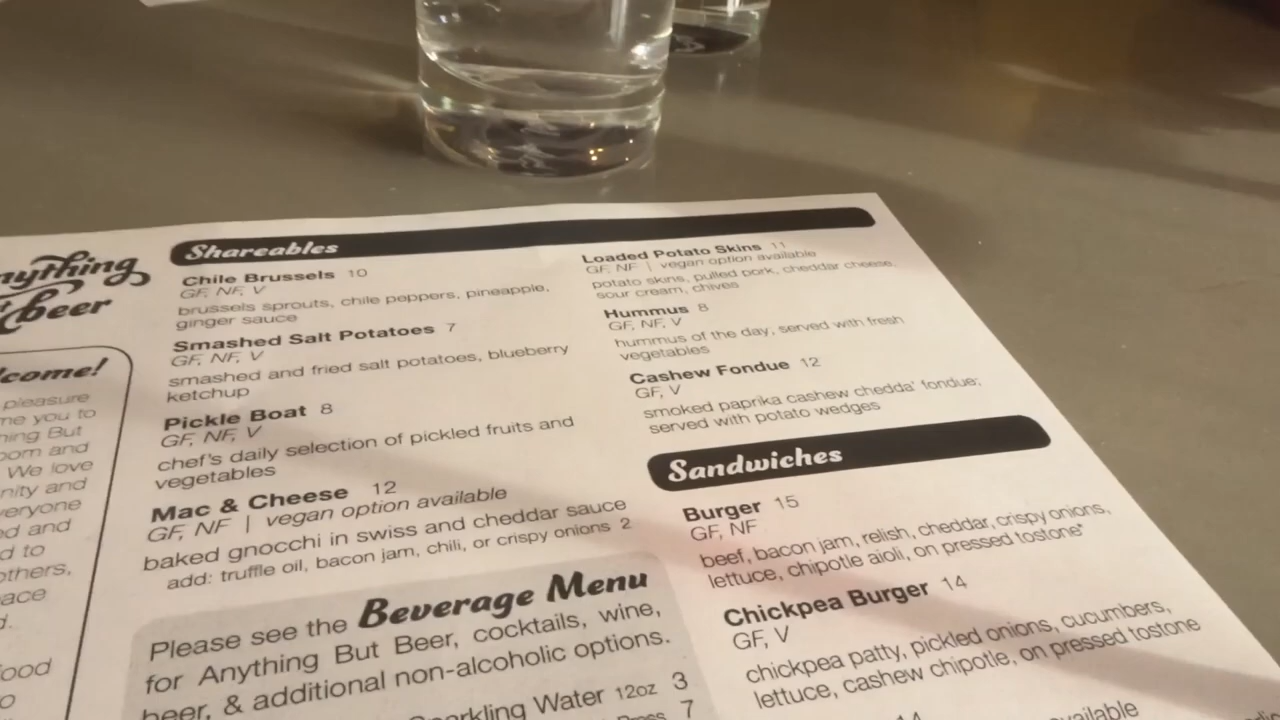 nything
beer
lcome!
pleasure
me you to
ning But
oom and
We love
nity and
veryone
ed and
d to
others,
ace
d.
food
Shareables
Chile Brussels 10
GF, NF, V
brussels sprouts, chile peppers, pineapple,
ginger sauce
Smashed Salt Potatoes 7
GF, NF, V
smashed and fried salt potatoes, blueberry
ketchup
Pickle Boat 8
GF, NF, V
chef's daily selection of pickled fruits and
vegetables
Mac & Cheese 12
GF, NF | vegan option available
baked gnocchi in swiss and cheddar sauce
add: truffle oil, bacon jam, chili, or crispy onions 2
Please see the Beverage Menu
for Anything But Beer, cocktails, wine,
beer, & additional non-alcoholic options.
Sparkling Water 12oz 3
7
Loaded Potato Skins 11
GF, NF | vegan option available
potato skins, pulled pork, cheddar cheese,
sour cream, chives
Hummus 8
GF, NF, V
hummus of the day, served with fresh
vegetables
Cashew Fondue 12
GF, V
smoked paprika cashew chedda' fondue;
served with potato wedges
Sandwiches
Burger 15
GF, NF
beef, bacon jam, relish, cheddar, crispy onions,
lettuce, chipotle aioli, on pressed tostone*
Chickpea Burger 14
GF, V
chickpea patty, pickled onions, cucumbers,
lettuce, cashew chipotle, on pressed tostone
14
available